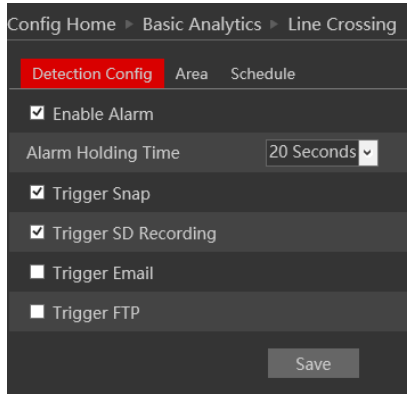 Config Home ▶ Basic Analytics ▶ Line Crossing
Detection Config Area Schedule
Enable Alarm
Alarm Holding Time 20 Seconds
Trigger Snap
Trigger SD Recording
Trigger Email
Trigger FTP
Save